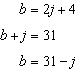 b = 2j + 4
b + j = 31
b = 31 − j